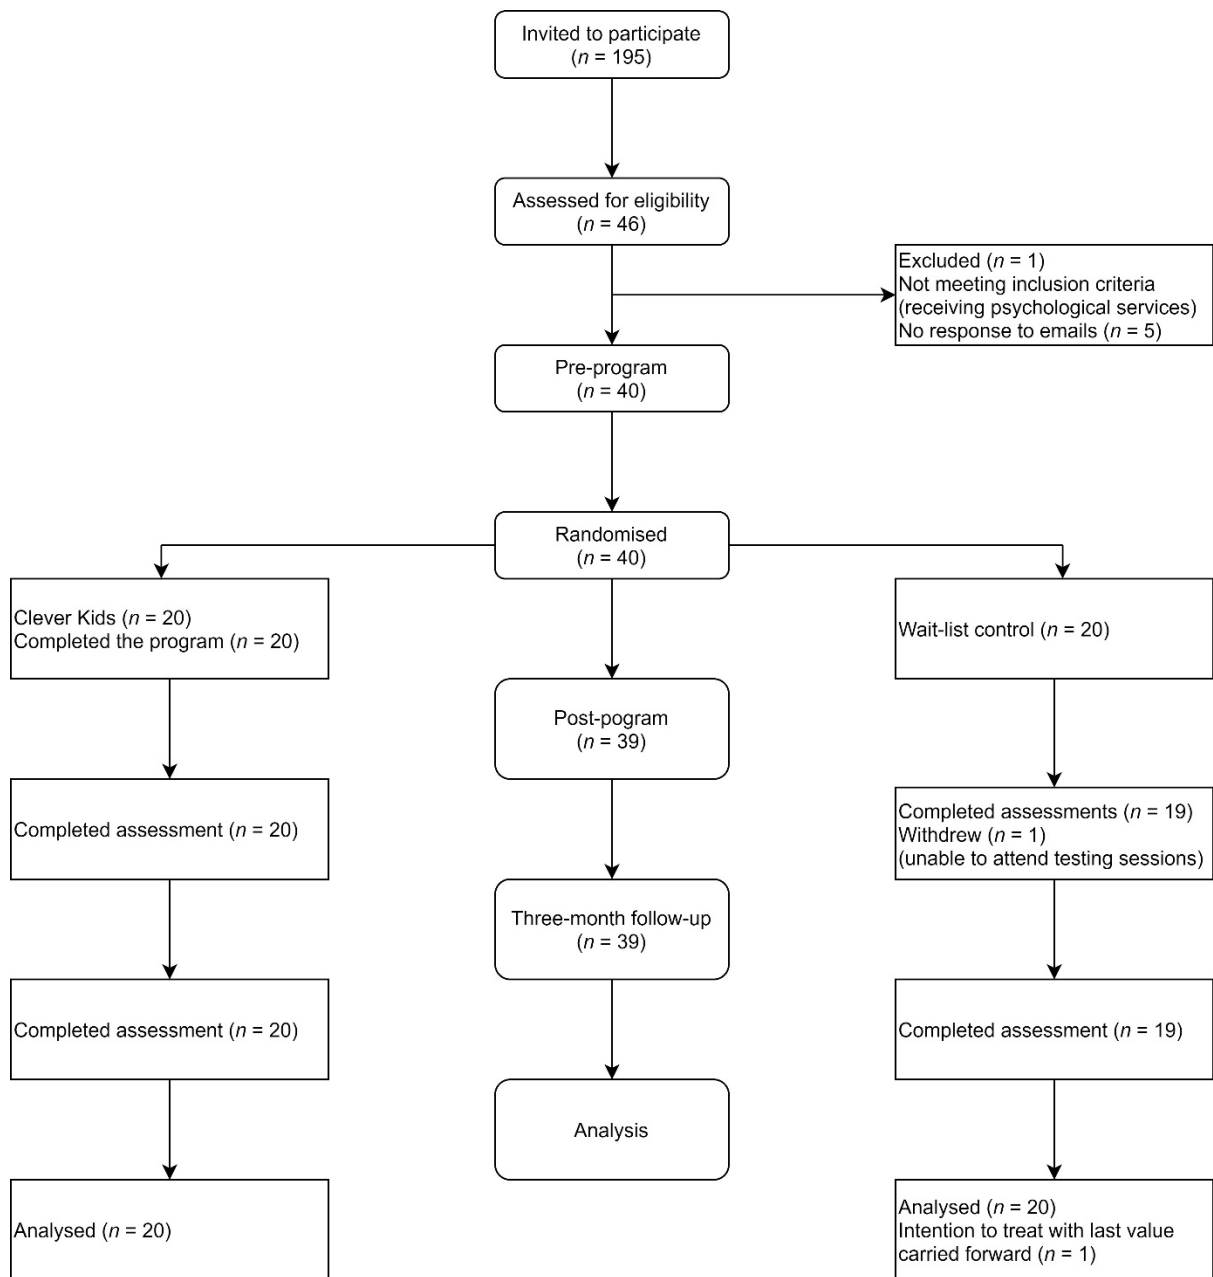 Invited to participate
(n = 195)
Assessed for eligibility
(n = 46)
Excluded (n = 1)
Not meeting inclusion criteria
(receiving psychological services)
No response to emails (n = 5)
Pre-program
(n = 40)
Randomised
(n = 40)
Clever Kids (n = 20)
Completed the program (n = 20)
Wait-list control (n = 20)
Post-pogram
(n = 39)
Completed assessment (n = 20)
Completed assessments (n = 19)
Withdrew (n = 1)
(unable to attend testing sessions)
Three-month follow-up
(n = 39)
Completed assessment (n = 20)
Completed assessment (n = 19)
Analysis
Analysed (n = 20)
Analysed (n = 20)
Intention to treat with last value
carried forward (n = 1)